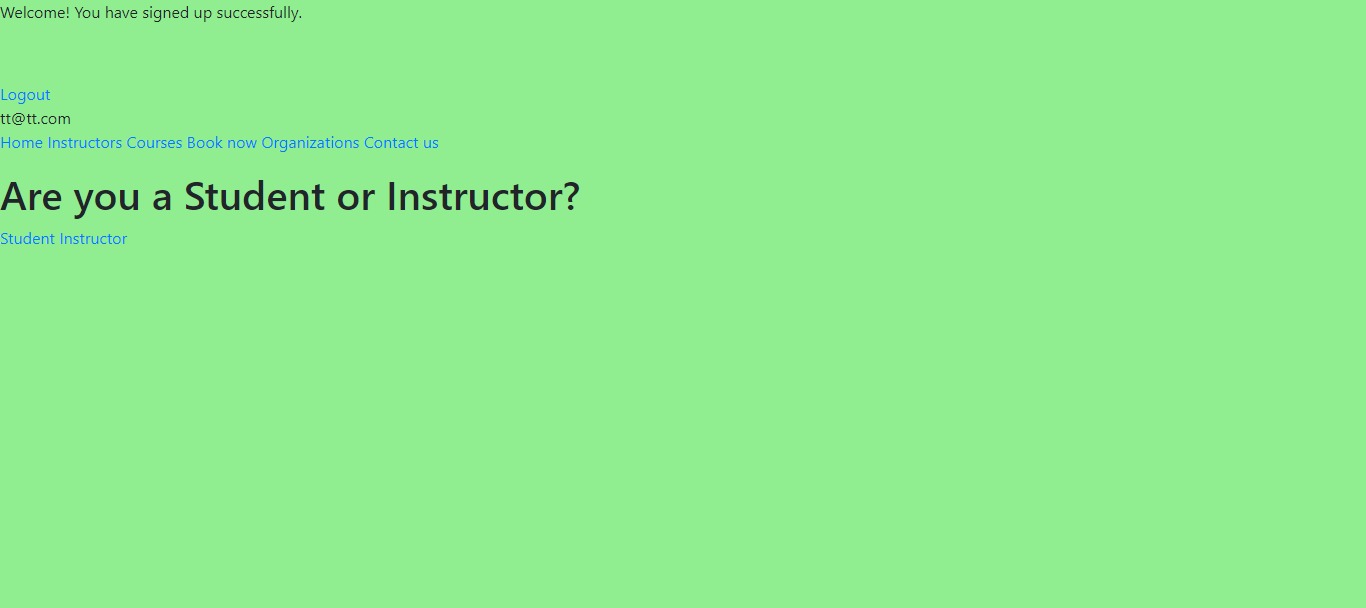 Welcome! You have signed up successfully.
Logout
tt@tt.com
Home Instructors Courses Book now Organizations Contact us
Are you a Student or Instructor?
Student Instructor